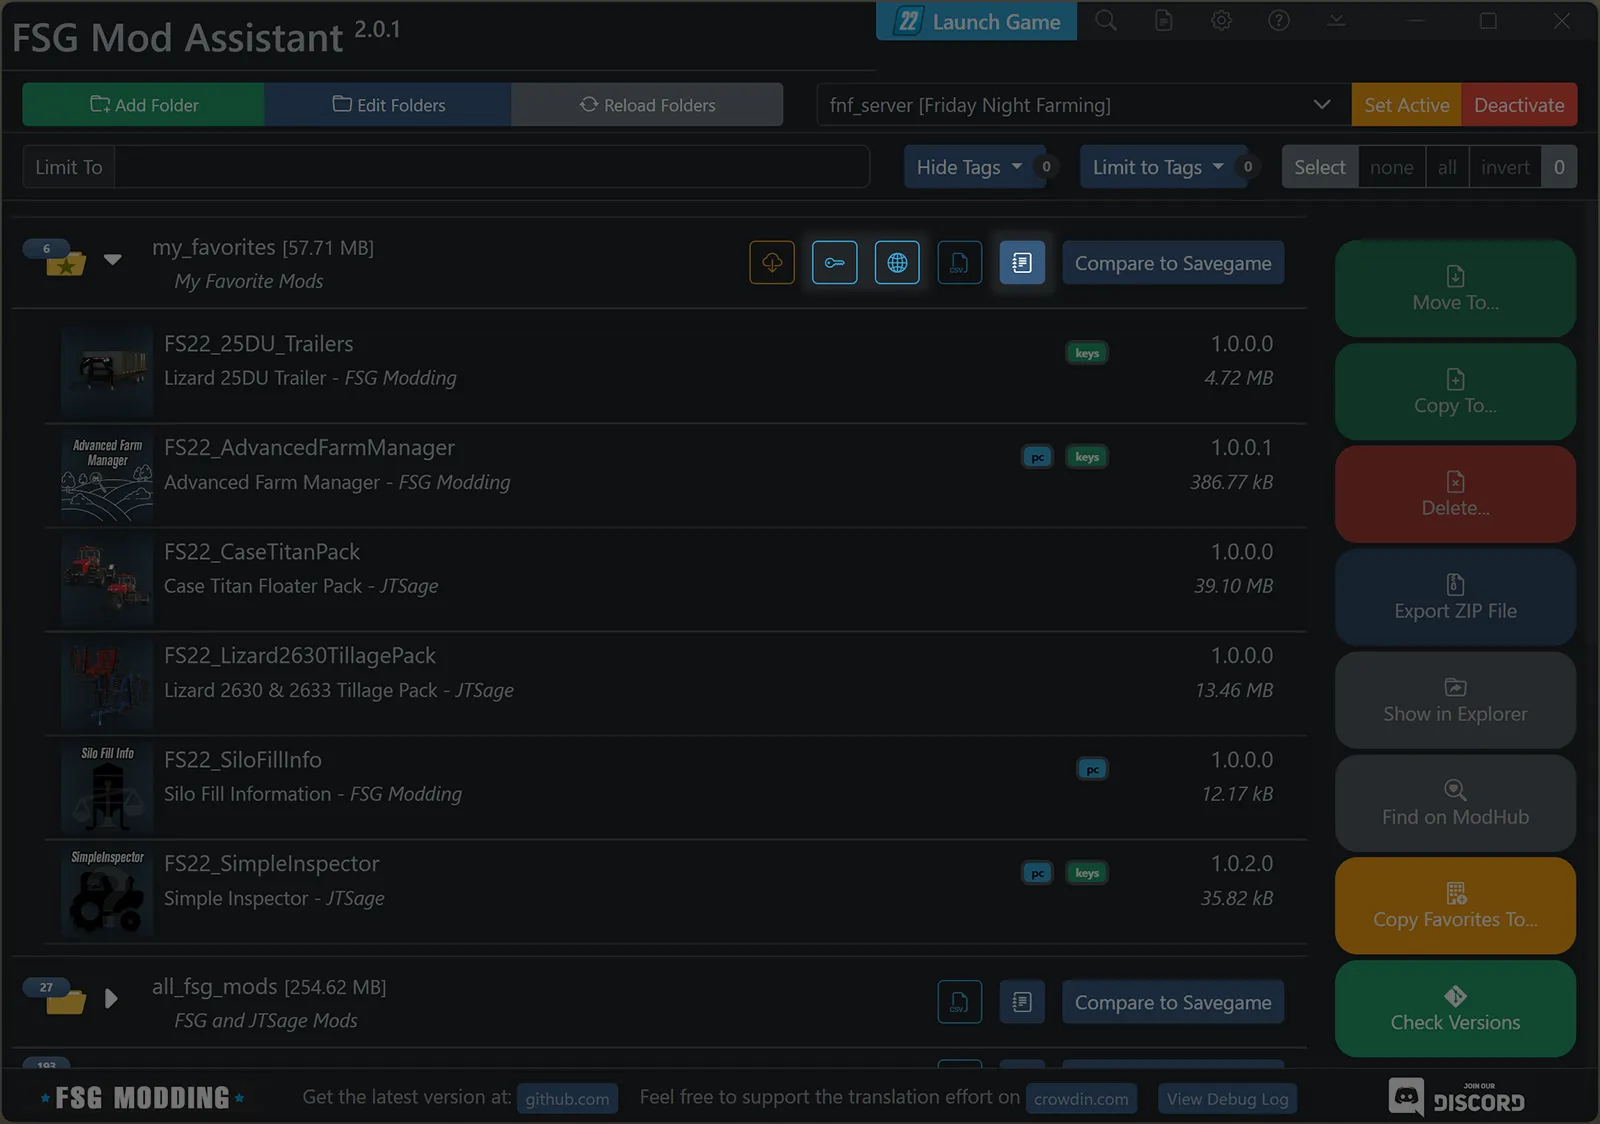 FSG Mod Assistant 2.0.1
22 Launch Game
Add Folder
Edit Folders
Reload Folders
fnf_server [Friday Night Farming]
Set Active
Deactivate
Limit To
Hide Tags 0
Limit to Tags 0
Select none all invert 0
6
my_favorites [57.71 MB]
My Favorite Mods
CSV
Compare to Savegame
FS22_25DU_Trailers
Lizard 25DU Trailer - FSG Modding
keys
1.0.0.0
4.72 MB
Advanced Farm
Manager
FS22_AdvancedFarmManager
Advanced Farm Manager - FSG Modding
pc keys
1.0.0.1
386.77 kB
FS22_CaseTitanPack
Case Titan Floater Pack - JTSage
1.0.0.0
39.10 MB
FS22_Lizard2630TillagePack
Lizard 2630 & 2633 Tillage Pack - JTSage
1.0.0.0
13.46 MB
Silo Fill Info
FS22_SiloFillInfo
Silo Fill Information - FSG Modding
pc
1.0.0.0
12.17 kB
SimpleInspector
FS22_SimpleInspector
Simple Inspector - JTSage
pc keys
1.0.2.0
35.82 kB
27
all_fsg_mods [254.62 MB]
FSG and JTSage Mods
CSV
Compare to Savegame
193
Move To...
Copy To...
Delete...
Export ZIP File
Show in Explorer
Find on ModHub
Copy Favorites To...
Check Versions
FSG MODDING
Get the latest version at: github.com
Feel free to support the translation effort on crowdin.com
View Debug Log
JOIN OUR
DISCORD